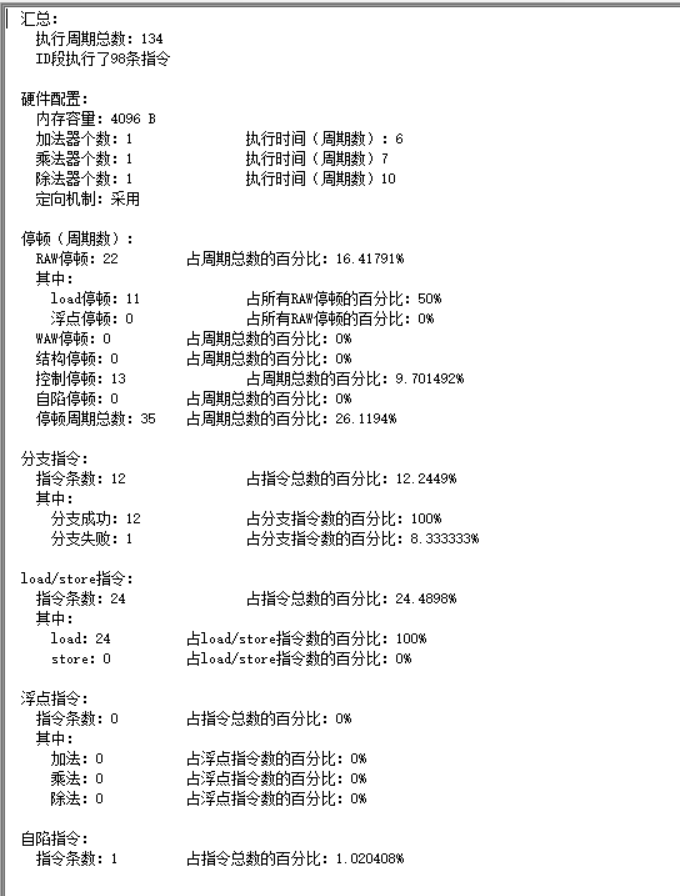 汇总：
执行周期总数：134
ID段执行了98条指令
硬件配置：
内存容量：4096 B
加法器个数：1 执行时间（周期数）：6
乘法器个数：1 执行时间（周期数）7
除法器个数：1 执行时间（周期数）10
定向机制：采用
停顿（周期数）：
RAW停顿：22 占周期总数的百分比：16.41791%
其中：
load停顿：11 占所有RAW停顿的百分比：50%
浮点停顿：0 占所有RAW停顿的百分比：0%
WAW停顿：0 占周期总数的百分比：0%
结构停顿：0 占周期总数的百分比：0%
控制停顿：13 占周期总数的百分比：9.701492%
自陷停顿：0 占周期总数的百分比：0%
停顿周期总数：35 占周期总数的百分比：26.1194%
分支指令：
指令条数：12 占指令总数的百分比：12.2449%
其中：
分支成功：12 占分支指令数的百分比：100%
分支失败：1 占分支指令数的百分比：8.333333%
load/store指令：
指令条数：24 占指令总数的百分比：24.4898%
其中：
load：24 占load/store指令数的百分比：100%
store：0 占load/store指令数的百分比：0%
浮点指令：
指令条数：0 占指令总数的百分比：0%
其中：
加法：0 占浮点指令数的百分比：0%
乘法：0 占浮点指令数的百分比：0%
除法：0 占浮点指令数的百分比：0%
自陷指令：
指令条数：1 占指令总数的百分比：1.020408%